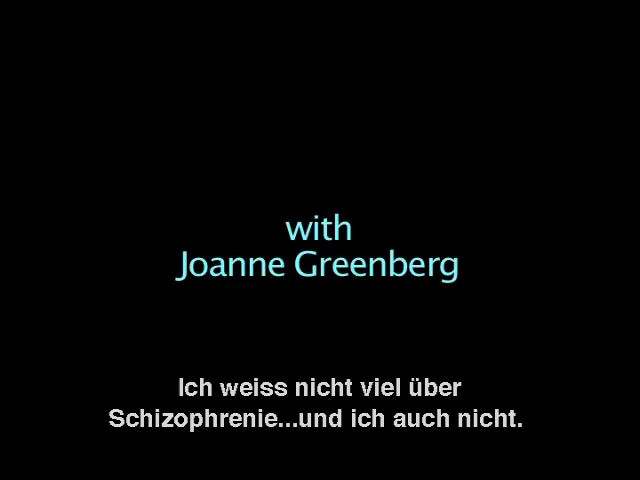 with
Joanne Greenberg
Ich weiss nicht viel über
Schizophrenie...und ich auch nicht.